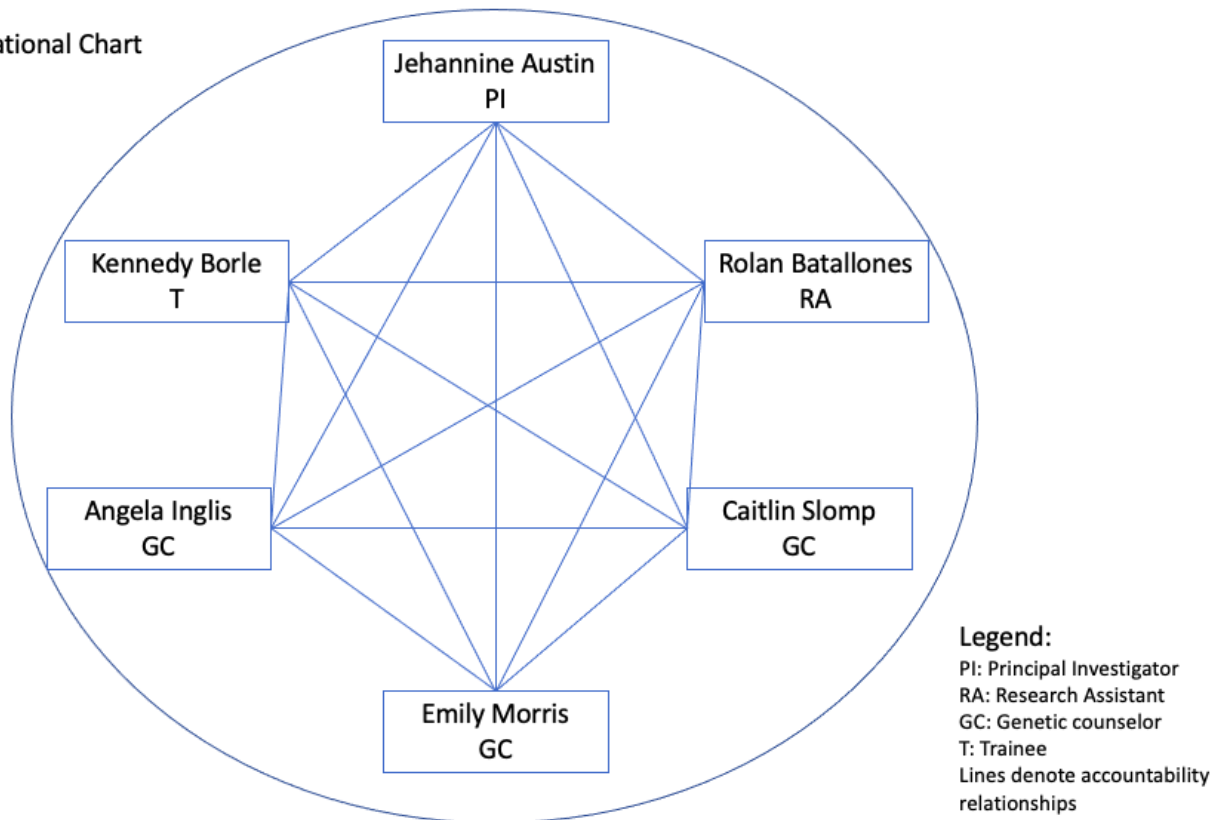 ational Chart
Jehannine Austin
PI
Kennedy Borle
T
Rolan Batallones
RA
Angela Inglis
GC
Caitlin Slomp
GC
Emily Morris
GC
Legend:
PI: Principal Investigator
RA: Research Assistant
GC: Genetic counselor
T: Trainee
Lines denote accountability
relationships